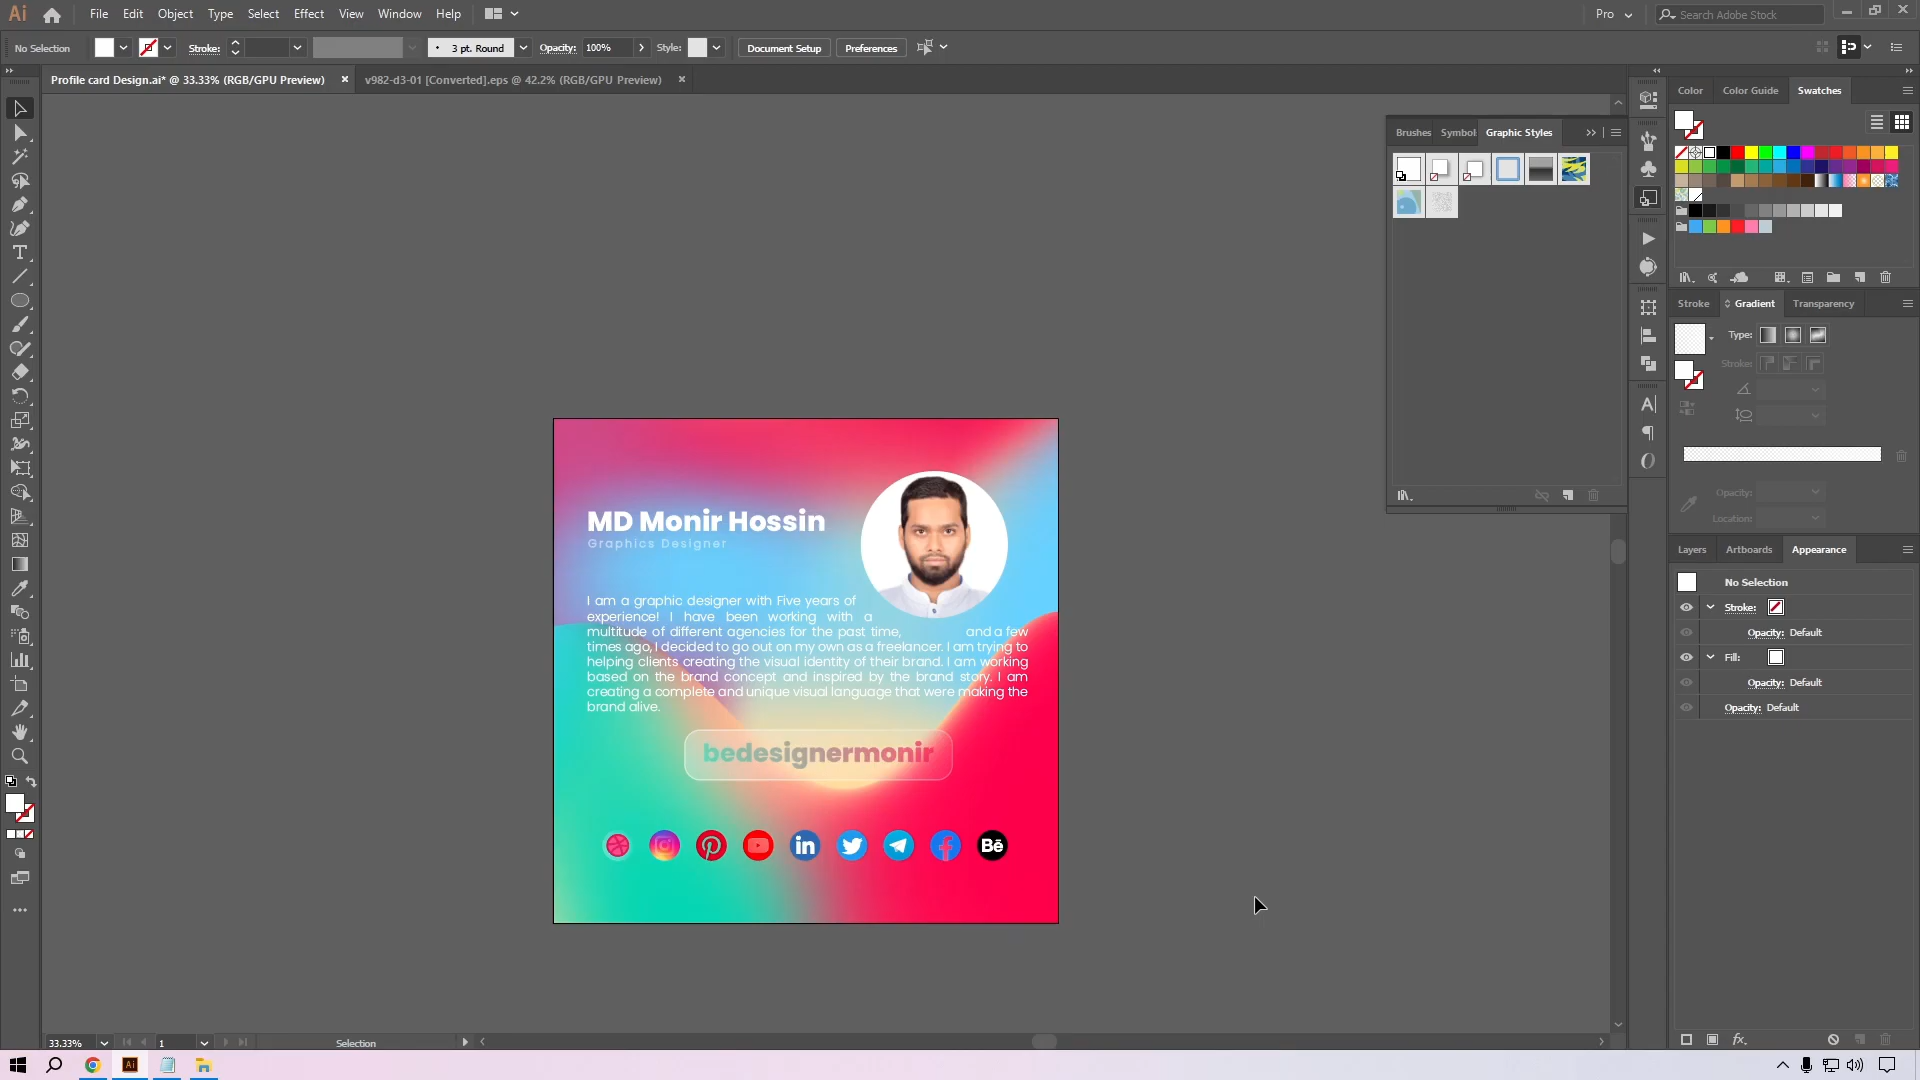 Ai File Edit Object Type Select Effect View Window Help Pro Search Adobe Stock
No Selection Stroke: 3 pt. Round Opacity: 100% Style: Document Setup Preferences
Profile card Design.ai* @ 33.33% (RGB/GPU Preview) v982-d3-01 [Converted].eps @ 42.2% (RGB/GPU Preview)
Color Color Guide Swatches
Brushes Symbol Graphic Styles
Stroke Gradient Transparency
Type:
Stroke:
Opacity:
Location:
Layers Artboards Appearance
No Selection
Stroke:
Opacity: Default
Fill:
Opacity: Default
Opacity: Default
MD Monir Hossin
Graphics Designer
I am a graphic designer with Five years of
experience! I have been working with a
multitude of different agencies for the past time, and a few
times ago, I decided to go out on my own as a freelancer. I am trying to
helping clients creating the visual identity of their brand. I am working
based on the brand concept and inspired by the brand story. I am
creating a complete and unique visual language that were making the
brand alive.
bedesignermonir
in f Bē
33.33% 1 Selection
Ai